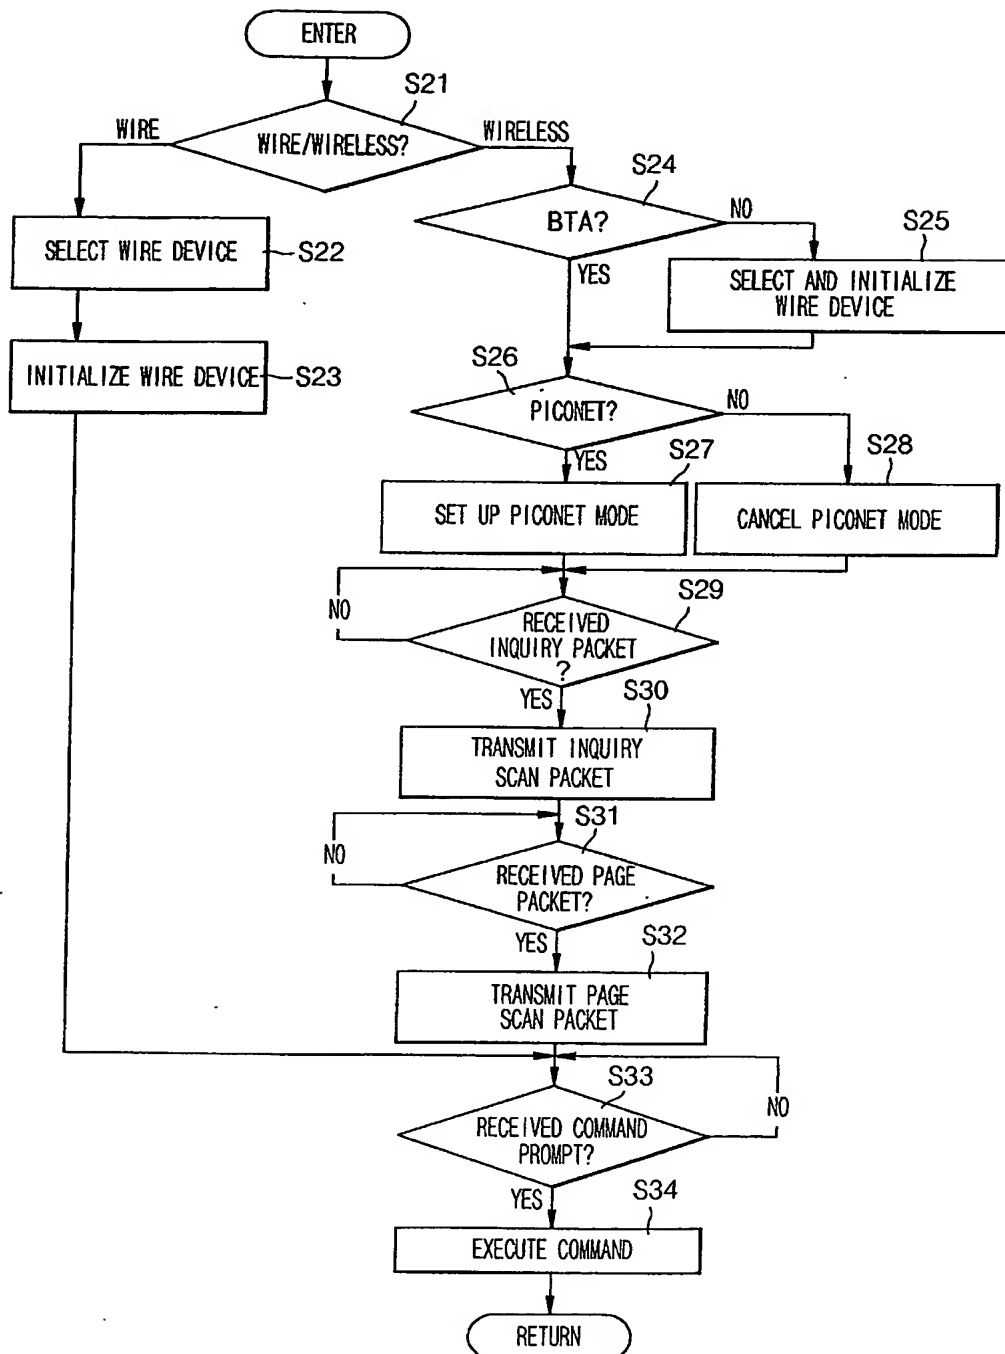 ENTER
S21
WIRE
WIRE/WIRELESS?
WIRELESS
S24
BTA?
NO
S25
SELECT WIRE DEVICE
S22
YES
SELECT AND INITIALIZE
WIRE DEVICE
S26
INITIALIZE WIRE DEVICE
S23
PICONET?
NO
S27
S28
YES
SET UP PICONET MODE
CANCEL PICONET MODE
S29
NO
RECEIVED
INQUIRY PACKET
?
YES
S30
TRANSMIT INQUIRY
SCAN PACKET
S31
NO
RECEIVED PAGE
PACKET?
YES
S32
TRANSMIT PAGE
SCAN PACKET
S33
NO
RECEIVED COMMAND
PROMPT?
YES
S34
EXECUTE COMMAND
RETURN